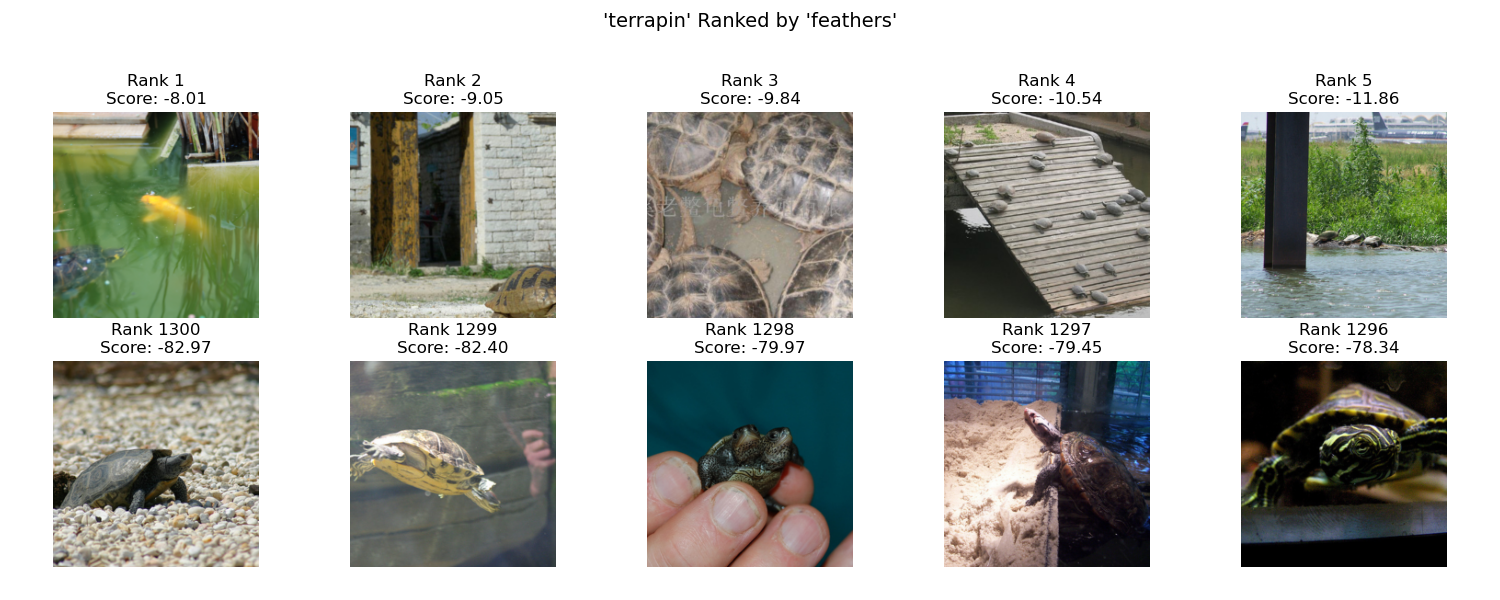 'terrapin' Ranked by 'feathers'
Rank 1
Score: -8.01
Rank 2
Score: -9.05
Rank 3
Score: -9.84
Rank 4
Score: -10.54
Rank 5
Score: -11.86
Rank 1300
Score: -82.97
Rank 1299
Score: -82.40
Rank 1298
Score: -79.97
Rank 1297
Score: -79.45
Rank 1296
Score: -78.34